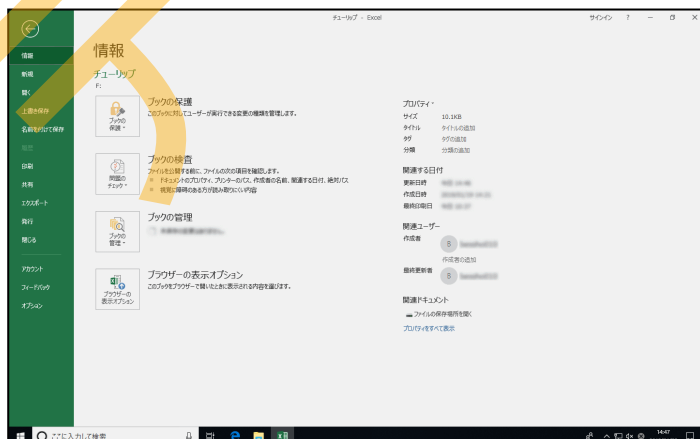 チューリップ - Excel
サインイン ?
情報
新規
開く
上書き保存
名前を付けて保存
履歴
印刷
共有
エクスポート
発行
閉じる
アカウント
フィードバック
オプション
情報
チューリップ
F:
ブックの保護
このブックに対してユーザーが実行できる変更の種類を管理します。
ブックの
保護
ブックの検査
ファイルを公開する前に、ファイルの次の項目を確認します。
ドキュメントのプロパティ、プリンターのパス、作成者の名前、関連する日付、絶対パス
視覚に障碍のある方が読み取りにくい内容
問題の
チェック
ブックの管理
ブックの
管理
ブラウザーの表示オプション
このブックをブラウザーで開いたときに表示される内容を選びます。
ブラウザーの
表示オプション
プロパティ
サイズ 10.1KB
タイトル タイトルの追加
タグ タグの追加
分類 分類の追加
関連する日付
更新日時
作成日時
最終印刷日
関連ユーザー
作成者
作成者の追加
最終更新者
関連ドキュメント
ファイルの保存場所を開く
プロパティをすべて表示
ここに入力して検索
14:47